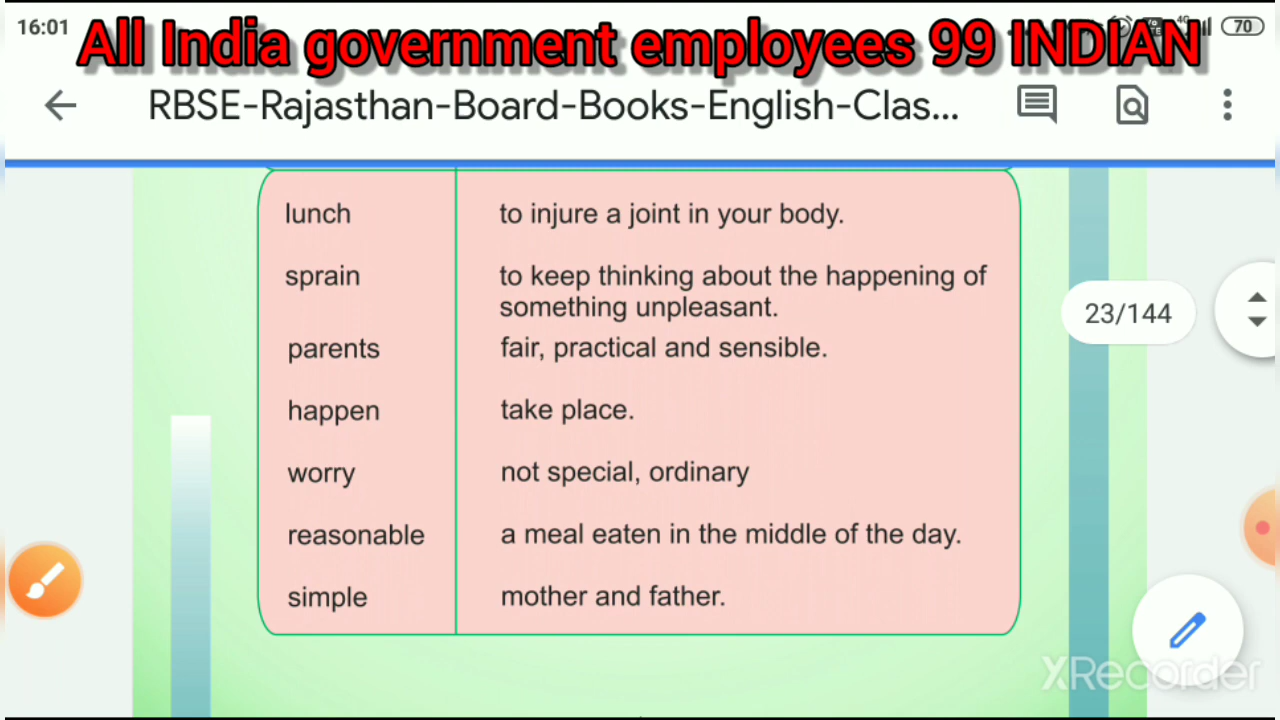 16:01
70
All India government employees 99 INDIAN
RBSE-Rajasthan-Board-Books-English-Clas...
lunch to injure a joint in your body.
sprain to keep thinking about the happening of
something unpleasant.
23/144
parents fair, practical and sensible.
happen take place.
worry not special, ordinary
reasonable a meal eaten in the middle of the day.
simple mother and father.
XRecorder